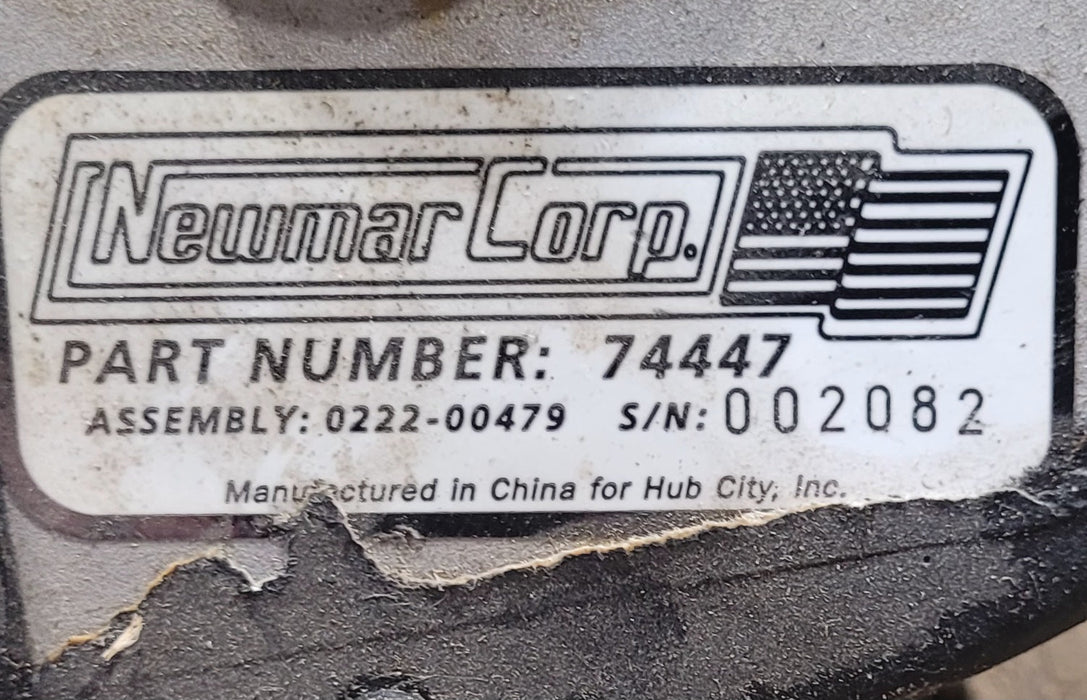 Newmar Corp.
PART NUMBER: 74447
ASSEMBLY: 0222-00479 S/N: 002082
Manufactured in China for Hub City, Inc.